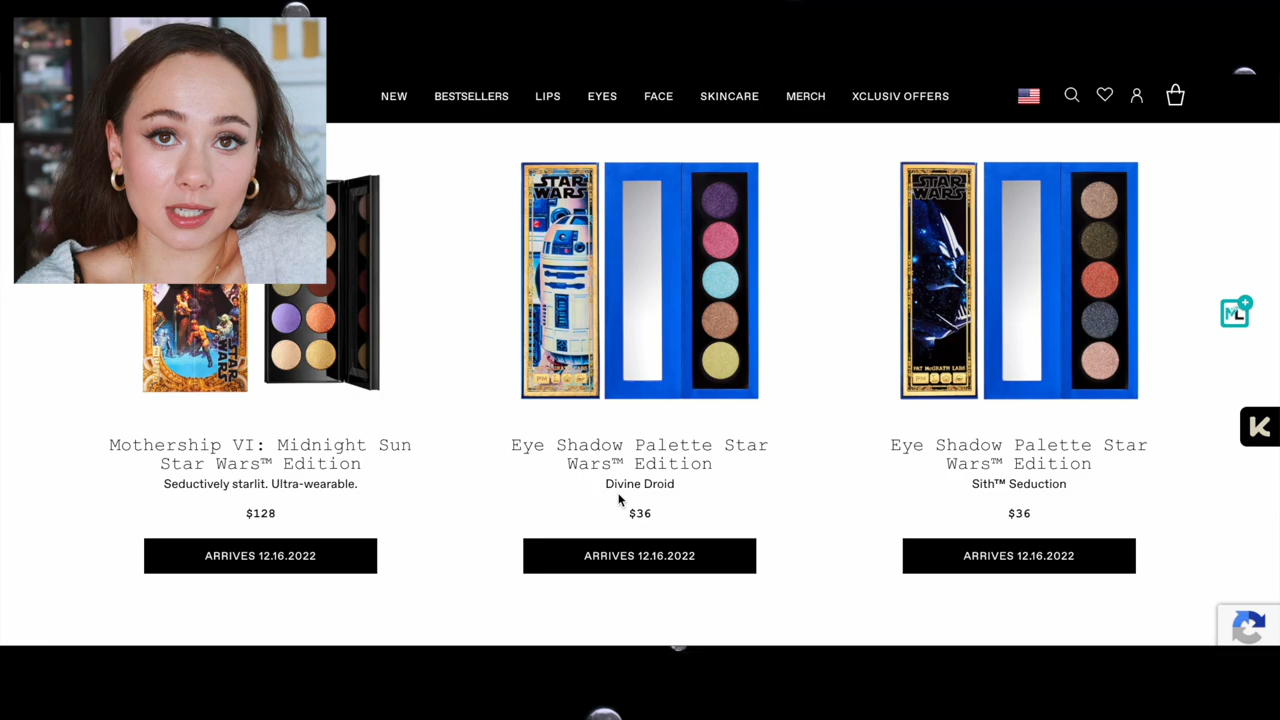 NEW BESTSELLERS LIPS EYES FACE SKINCARE MERCH XCLUSIV OFFERS
STAR
WARS
STAR
WARS
STAR
WARS
PAT McGRATH LABS
Mothership VI: Midnight Sun
Star Wars™ Edition
Seductively starlit. Ultra-wearable.
$128
ARRIVES 12.16.2022
Eye Shadow Palette Star
Wars™ Edition
Divine Droid
$36
ARRIVES 12.16.2022
Eye Shadow Palette Star
Wars™ Edition
Sith™ Seduction
$36
ARRIVES 12.16.2022